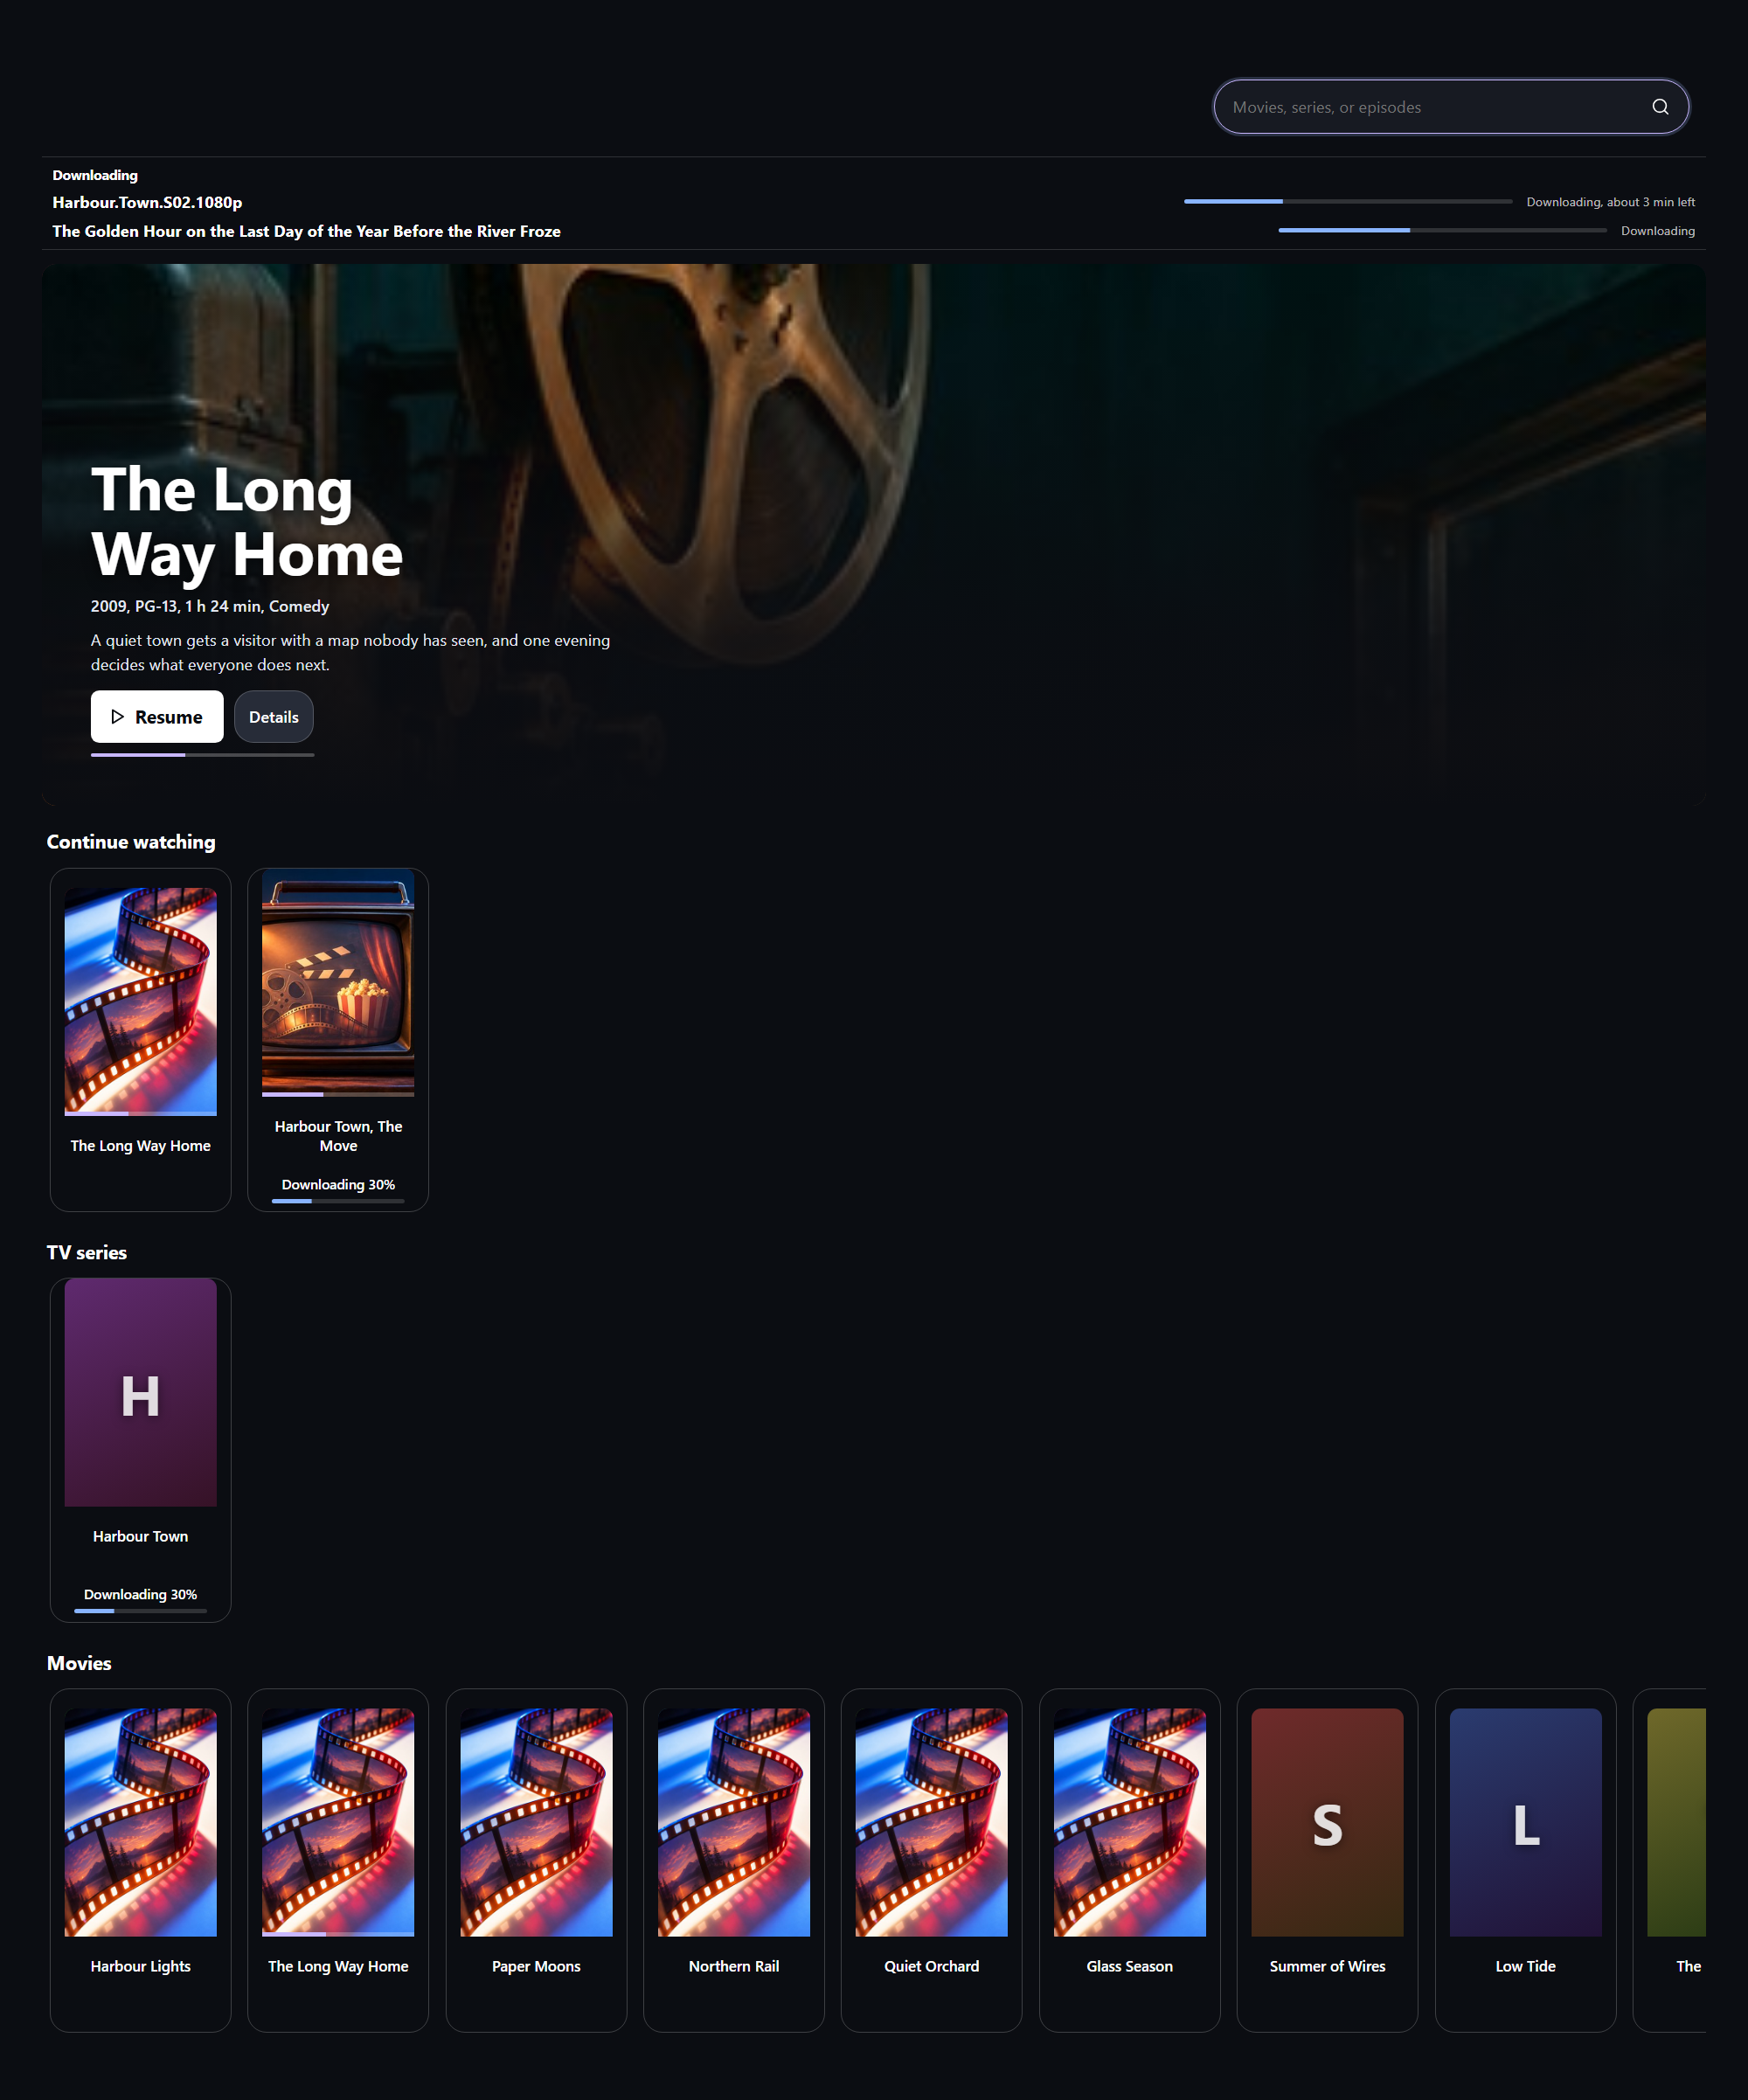 Movies, series, or episodes
Downloading
Harbour.Town.S02.1080p
Downloading, about 3 min left
The Golden Hour on the Last Day of the Year Before the River Froze
Downloading
The Long
Way Home
2009, PG-13, 1 h 24 min, Comedy
A quiet town gets a visitor with a map nobody has seen, and one evening
decides what everyone does next.
Resume
Details
Continue watching
The Long Way Home
Harbour Town, The
Move
Downloading 30%
TV series
H
Harbour Town
Downloading 30%
Movies
S
L
Harbour Lights
The Long Way Home
Paper Moons
Northern Rail
Quiet Orchard
Glass Season
Summer of Wires
Low Tide
The